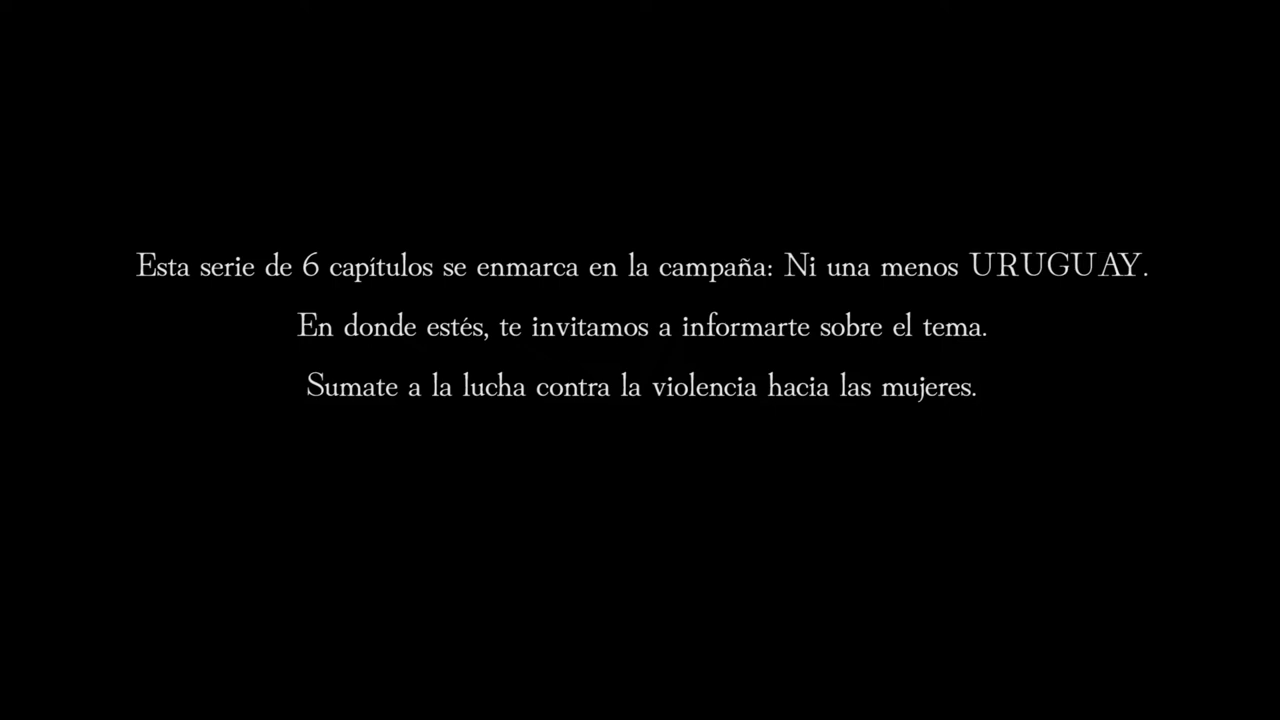 Esta serie de 6 capítulos se enmarca en la campaña: Ni una menos URUGUAY.
En donde estés, te invitamos a informarte sobre el tema.
Sumate a la lucha contra la violencia hacia las mujeres.